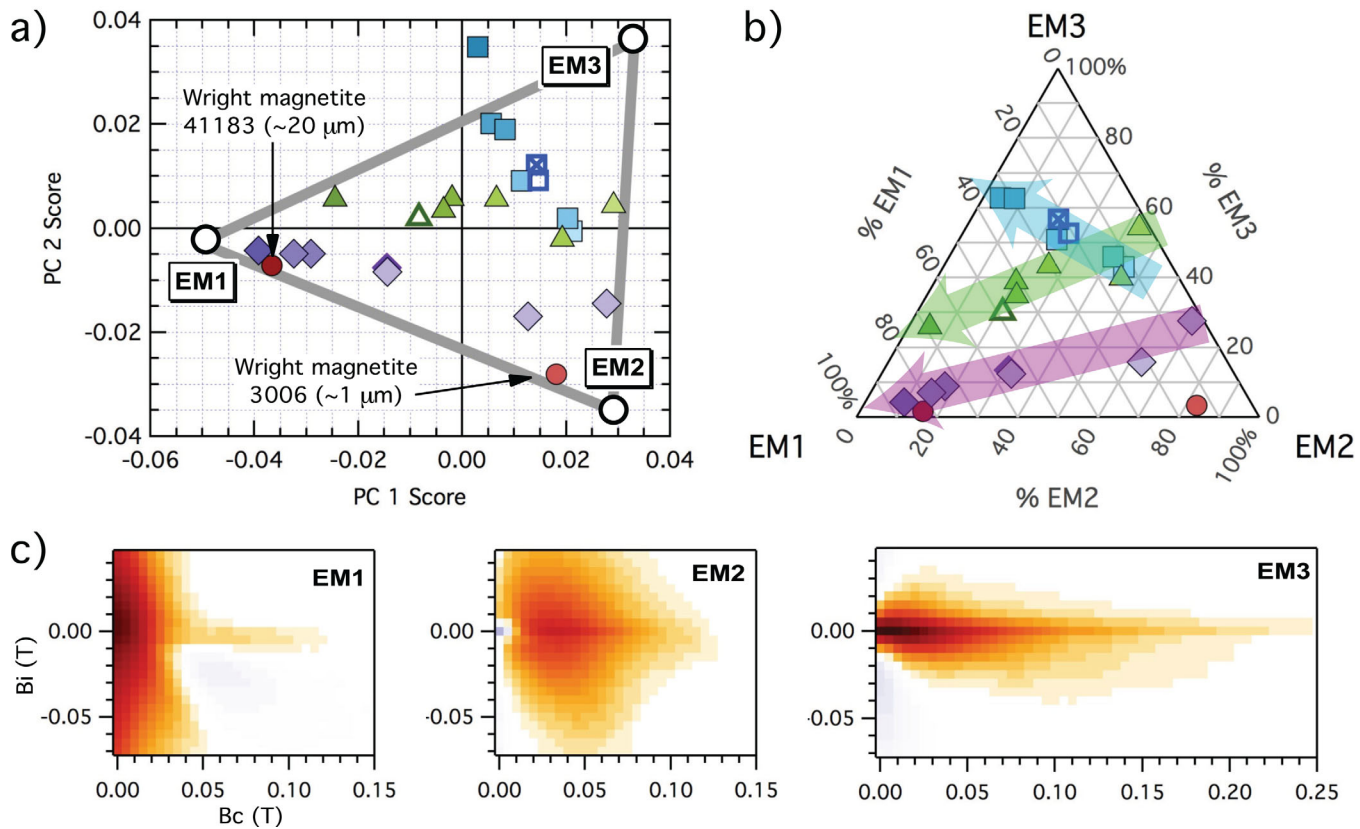 a)
0.04
0.02
0.00
-0.02
-0.04
PC 2 Score
-0.06
-0.04
-0.02
0.00
0.02
0.04
PC 1 Score
Wright magnetite
41183 (~20 μm)
EM3
EM1
Wright magnetite
3006 (~1 μm)
EM2
b)
EM3
0
100%
20
80
% EM1
40
60
% EM3
60
40
80
20
100%
0
0
20
40
60
80
100%
EM1
EM2
% EM2
c)
EM1
0.00
-0.05
Bi (T)
0.00
0.05
0.10
0.15
Bc (T)
EM2
0.00
-0.05
0.00
0.05
0.10
0.15
EM3
0.00
-0.05
0.00
0.05
0.10
0.15
0.20
0.25